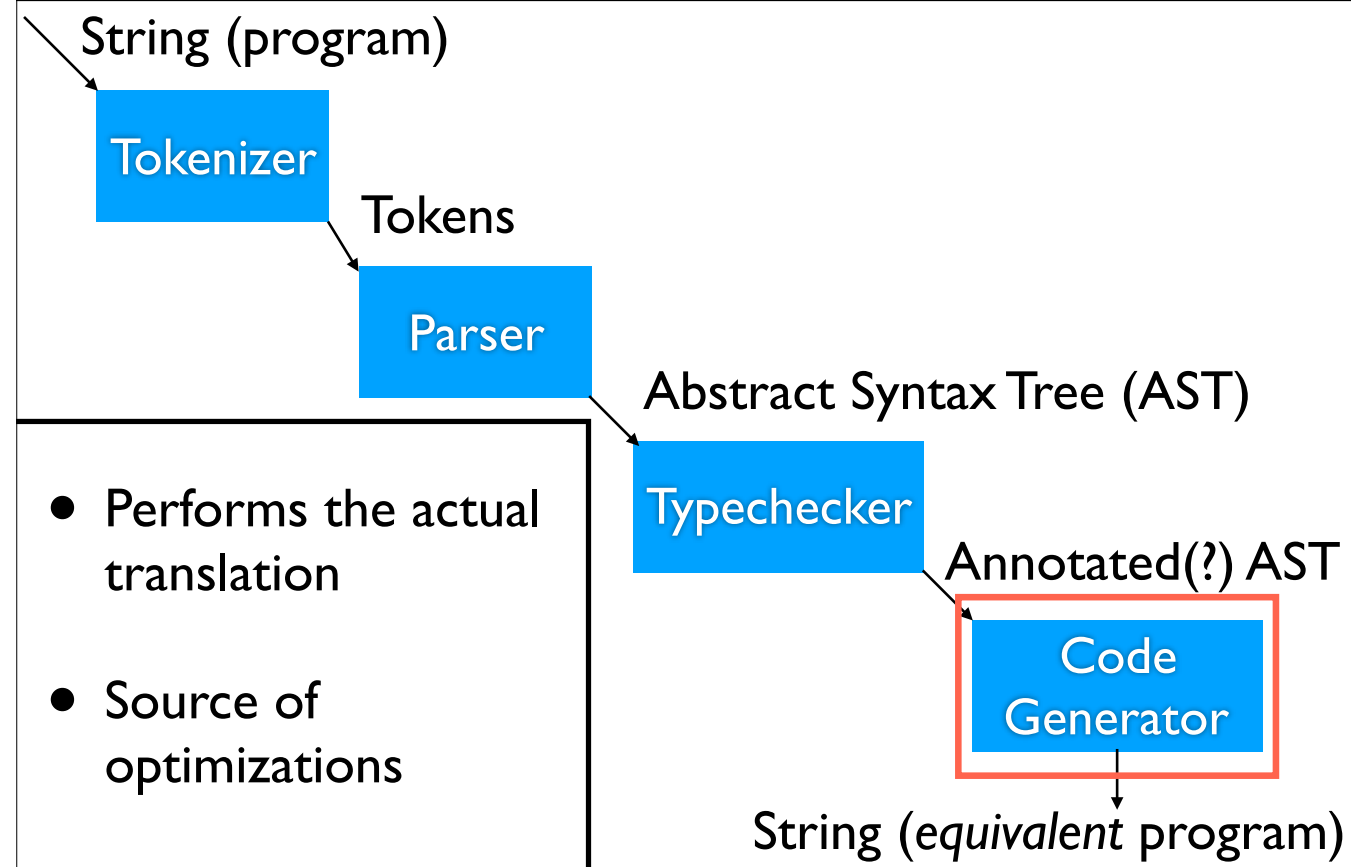 String (program)
Tokenizer
Tokens
Parser
Abstract Syntax Tree (AST)
Typechecker
Annotated(?) AST
Code
Generator
String (equivalent program)
• Performs the actual
translation
• Source of
optimizations